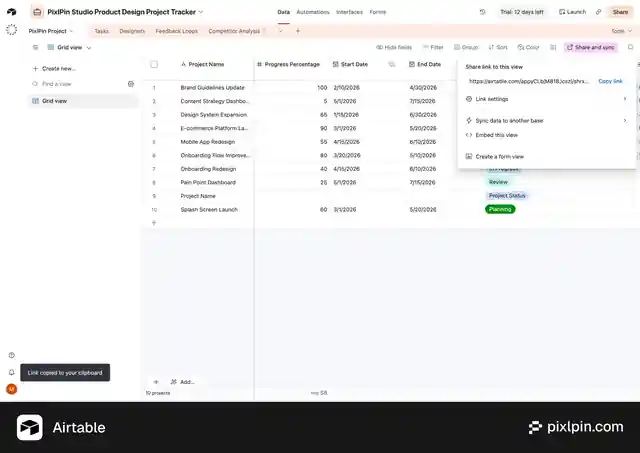 PixlPin Studio Product Design Project Tracker
Data
Automations
Interfaces
Forms
Trial: 12 days left
Launch
Share
PixlPin Project
Tasks
Designers
Feedback Loops
Competitor Analysis
Tools
Grid view
Hide fields
Filter
Group
Sort
Color
Share and sync
Create new...
Find a view
Grid view
Project Name
Progress Percentage
Start Date
End Date
1 Brand Guidelines Update 100 2/10/2026 4/30/2026
2 Content Strategy Dashbo... 5 5/1/2026 7/15/2026
3 Design System Expansion 65 1/15/2026 6/30/2026
4 E-commerce Platform La... 90 3/1/2026 5/20/2026
5 Mobile App Redesign 55 4/15/2026 6/10/2026
6 Onboarding Flow Improve... 80 3/20/2026 5/10/2026
7 Onboarding Redesign 40 4/15/2026 6/10/2026
8 Pain Point Dashboard 25 5/1/2026 7/15/2026 Review
9 Project Name Project Status
10 Splash Screen Launch 60 3/1/2026 5/20/2026 Planning
Share link to this view
Copy link
Link settings
Sync data to another base
Embed this view
Create a form view
Link copied to your clipboard
M
Add...
10 projects
Airtable
pixlpin.com